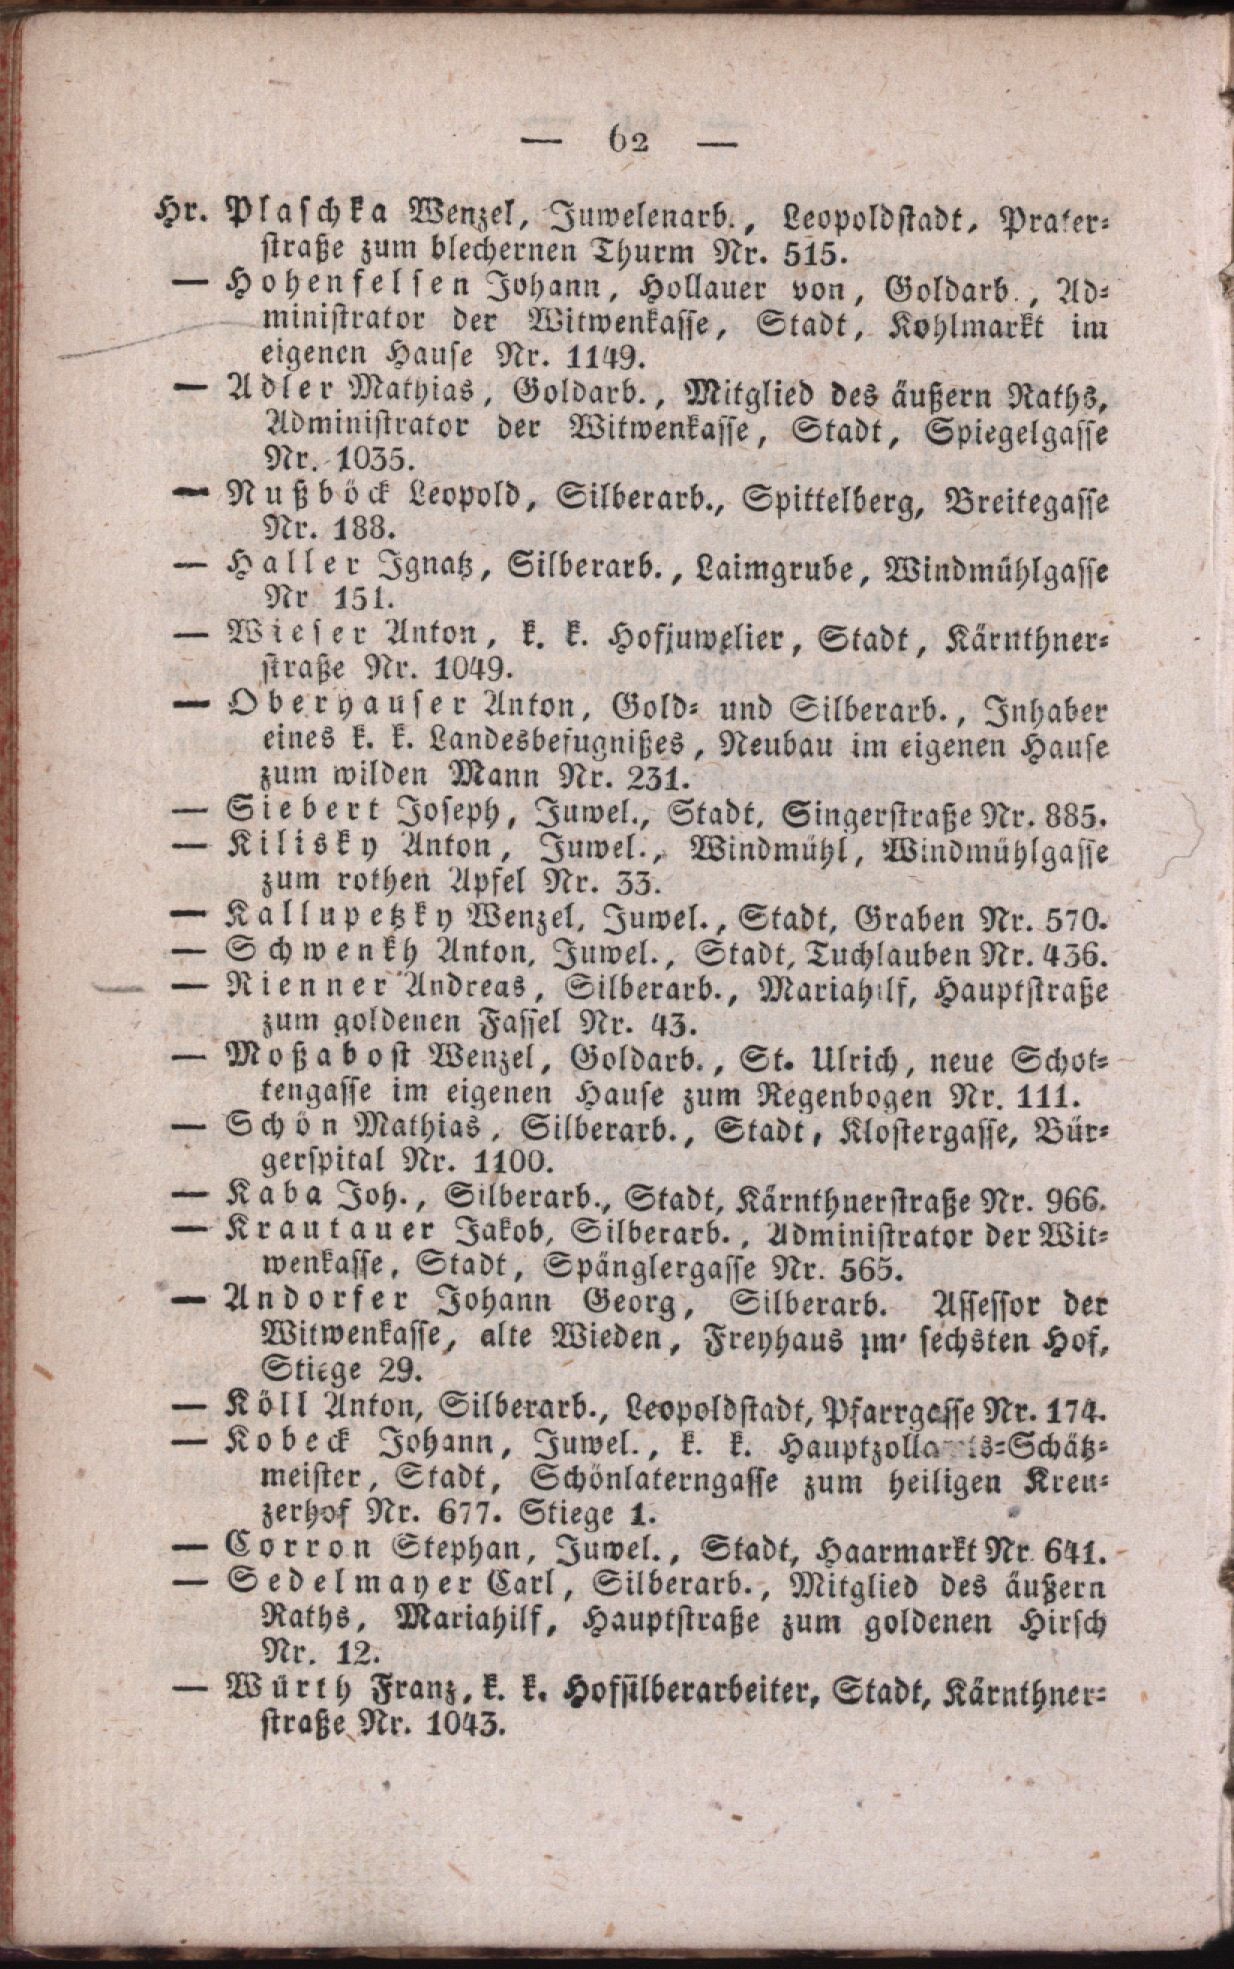 — 62 —
Hr. Plaschka Wenzel, Juwelenarb., Leopoldstadt, Prater-
straße zum blechernen Thurm Nr. 515.
— Hohenfelsen Johann, Hollauer von, Goldarb., Ad-
ministrator der Witwenkasse, Stadt, Kohlmarkt im
eigenen Hause Nr. 1149.
— Adler Mathias, Goldarb., Mitglied des äußern Raths,
Administrator der Witwenkasse, Stadt, Spiegelgasse
Nr. 1035.
— Nußböck Leopold, Silberarb., Spittelberg, Breitegasse
Nr. 188.
— Haller Ignatz, Silberarb., Laimgrube, Windmühlgasse
Nr 151.
— Wieser Anton, k. k. Hofjuwelier, Stadt, Kärnthner-
straße Nr. 1049.
— Oberhauser Anton, Gold- und Silberarb., Inhaber
eines k. k. Landesbefugnißes, Neubau im eigenen Hause
zum wilden Mann Nr. 231.
— Siebert Joseph, Juwel., Stadt, Singerstraße Nr. 885.
— Kilisky Anton, Juwel., Windmühl, Windmühlgasse
zum rothen Apfel Nr. 33.
— Kallupetzky Wenzel, Juwel., Stadt, Graben Nr. 570.
— Schwenkh Anton, Juwel., Stadt, Tuchlauben Nr. 436.
— Nienner Andreas, Silberarb., Mariahilf, Hauptstraße
zum goldenen Fassel Nr. 43.
— Moßabost Wenzel, Goldarb., St. Ulrich, neue Schot-
tengasse im eigenen Hause zum Regenbogen Nr. 111.
— Schön Mathias, Silberarb., Stadt, Klostergasse, Bür-
gerspital Nr. 1100.
— Kaba Joh., Silberarb., Stadt, Kärnthnerstraße Nr. 966.
— Krautauer Jakob, Silberarb., Administrator der Wit-
wenkasse, Stadt, Spänglergasse Nr. 565.
— Andorfer Johann Georg, Silberarb. Assessor der
Witwenkasse, alte Wieden, Freyhaus im sechsten Hof,
Stiege 29.
— Köll Anton, Silberarb., Leopoldstadt, Pfarrgasse Nr. 174.
— Kobeck Johann, Juwel., k. k. Hauptzollamts-Schätz-
meister, Stadt, Schönlaterngasse zum heiligen Kreu-
zerhof Nr. 677. Stiege 1.
— Corron Stephan, Juwel., Stadt, Haarmarkt Nr. 641.
— Sedelmayer Carl, Silberarb., Mitglied des äußern
Raths, Mariahilf, Hauptstraße zum goldenen Hirsch
Nr. 12.
— Würth Franz, k. k. Hofsilberarbeiter, Stadt, Kärnthner-
straße Nr. 1043.